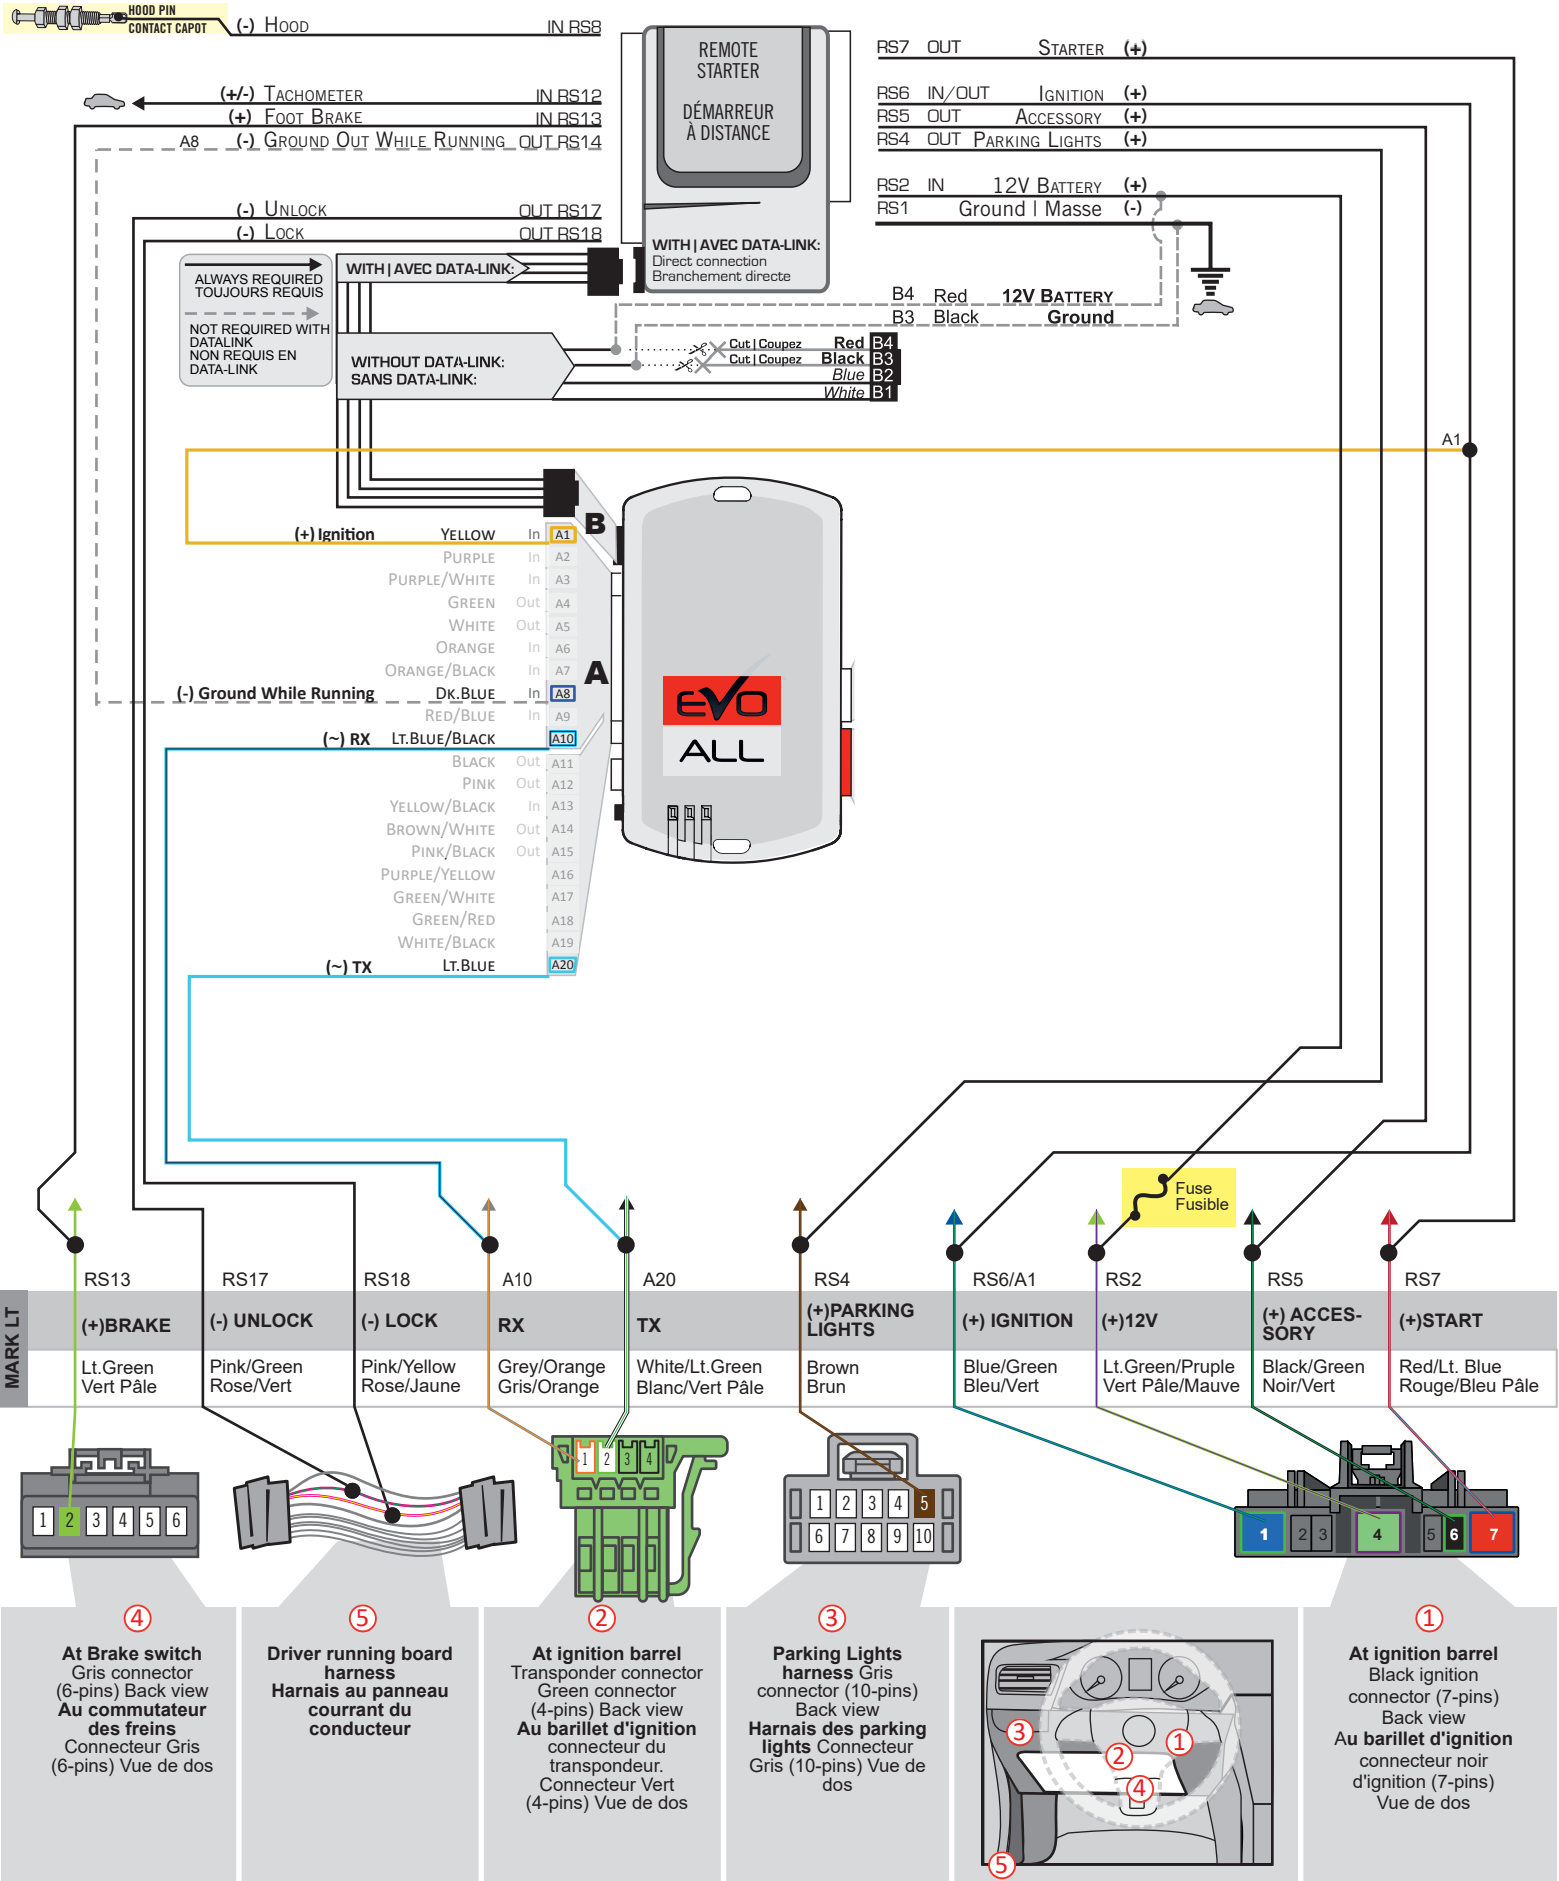 HOOD PIN
CONTACT CAPOT
(-) HOOD IN RS8
(+/-) TACHOMETER IN RS12
(+) FOOT BRAKE IN RS13
A8 (-) GROUND OUT WHILE RUNNING OUT RS14
(-) UNLOCK OUT RS17
(-) LOCK OUT RS18
REMOTE
STARTER
DÉMARREUR
À DISTANCE
WITH | AVEC DATA-LINK:
Direct connection
Branchement directe
RS7 OUT STARTER (+)
RS6 IN/OUT IGNITION (+)
RS5 OUT ACCESSORY (+)
RS4 OUT PARKING LIGHTS (+)
RS2 IN 12V BATTERY (+)
RS1 Ground | Masse (-)
ALWAYS REQUIRED
TOUJOURS REQUIS
NOT REQUIRED WITH
DATALINK
NON REQUIS EN
DATA-LINK
WITH | AVEC DATA-LINK:
WITHOUT DATA-LINK:
SANS DATA-LINK:
B4 Red 12V BATTERY
B3 Black Ground
Cut | Coupez Red B4
Cut | Coupez Black B3
Blue B2
White B1
A1
B
A
(+) Ignition YELLOW In A1
PURPLE In A2
PURPLE/WHITE In A3
GREEN Out A4
WHITE Out A5
ORANGE In A6
ORANGE/BLACK In A7
(-) Ground While Running DK.BLUE In A8
RED/BLUE In A9
(~) RX LT.BLUE/BLACK A10
BLACK Out A11
PINK Out A12
YELLOW/BLACK In A13
BROWN/WHITE Out A14
PINK/BLACK Out A15
PURPLE/YELLOW A16
GREEN/WHITE A17
GREEN/RED A18
WHITE/BLACK A19
(~) TX LT.BLUE A20
EVO
ALL
Fuse
Fusible
RS13 RS17 RS18 A10 A20 RS4 RS6/A1 RS2 RS5 RS7
MARK LT
(+)BRAKE
(-) UNLOCK
(-) LOCK
RX
TX
(+)PARKING
LIGHTS
(+) IGNITION
(+)12V
(+) ACCES-
SORY
(+)START
Lt.Green
Vert Pâle
Pink/Green
Rose/Vert
Pink/Yellow
Rose/Jaune
Grey/Orange
Gris/Orange
White/Lt.Green
Blanc/Vert Pâle
Brown
Brun
Blue/Green
Bleu/Vert
Lt.Green/Pruple
Vert Pâle/Mauve
Black/Green
Noir/Vert
Red/Lt. Blue
Rouge/Bleu Pâle
1 2 3 4 5 6
1 2 3 4
1 2 3 4 5
6 7 8 9 10
1 2 3 4 5 6 7
4
At Brake switch
Gris connector
(6-pins) Back view
Au commutateur
des freins
Connecteur Gris
(6-pins) Vue de dos
5
Driver running board
harness
Harnais au panneau
courrant du
conducteur
2
At ignition barrel
Transponder connector
Green connector
(4-pins) Back view
Au barillet d'ignition
connecteur du
transpondeur.
Connecteur Vert
(4-pins) Vue de dos
3
Parking Lights
harness Gris
connector (10-pins)
Back view
Harnais des parking
lights Connecteur
Gris (10-pins) Vue de
dos
3
1
2
4
5
1
At ignition barrel
Black ignition
connector (7-pins)
Back view
Au barillet d'ignition
connecteur noir
d'ignition (7-pins)
Vue de dos